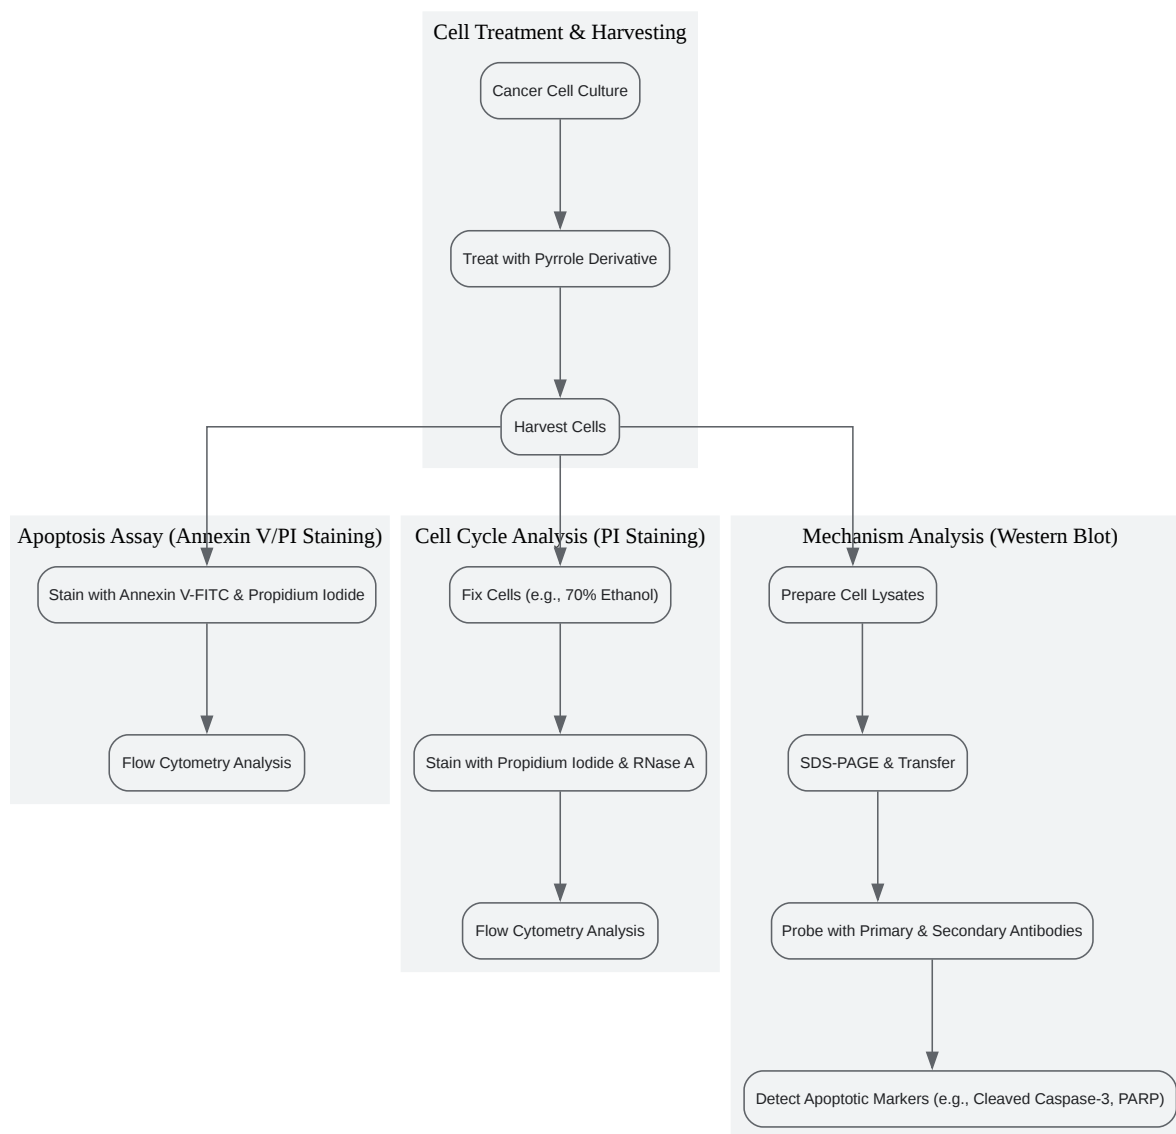 Cell Treatment & Harvesting
Cancer Cell Culture
Treat with Pyrrole Derivative
Harvest Cells
Apoptosis Assay (Annexin V/PI Staining)
Stain with Annexin V-FITC & Propidium Iodide
Flow Cytometry Analysis
Cell Cycle Analysis (PI Staining)
Fix Cells (e.g., 70% Ethanol)
Stain with Propidium Iodide & RNase A
Flow Cytometry Analysis
Mechanism Analysis (Western Blot)
Prepare Cell Lysates
SDS-PAGE & Transfer
Probe with Primary & Secondary Antibodies
Detect Apoptotic Markers (e.g., Cleaved Caspase-3, PARP)